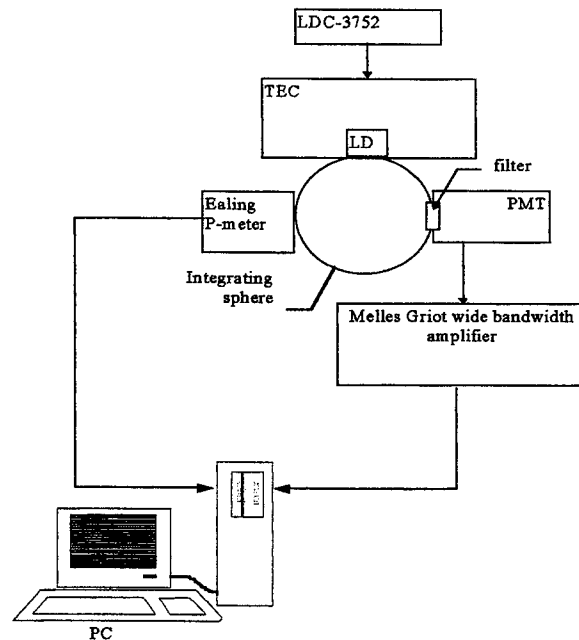 LDC-3752
TEC
LD
filter
Ealing
P-meter
PMT
Integrating
sphere
Melles Griot wide bandwidth
amplifier
PC